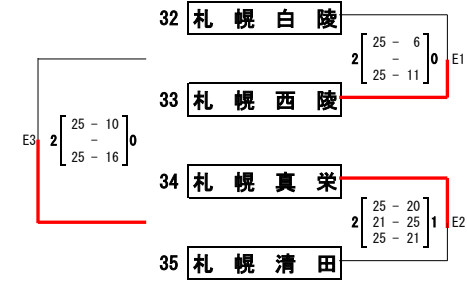 32 札幌白陵
25 - 6
2 - 0 E1
25 - 11
33 札幌西陵
25 - 10
E3 2 - 0
25 - 16
34 札幌真栄
25 - 20
2 21 - 25 1 E2
25 - 21
35 札幌清田